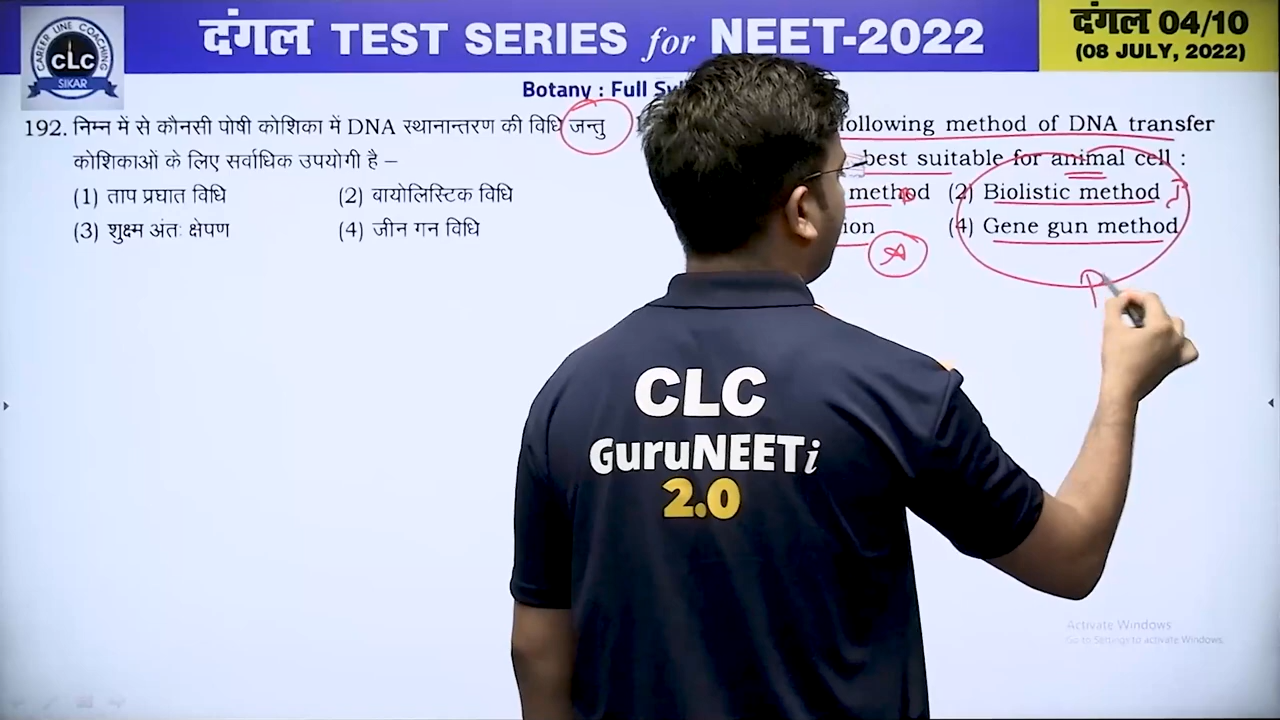 दंगल TEST SERIES for NEET-2022
दंगल 04/10
(08 JULY, 2022)
CAREER LINE COACHING
CLC
SIKAR
Botany : Full
192. निम्न में से कौनसी पोषी कोशिका में DNA स्थानान्तरण की विधि जन्तु
कोशिकाओं के लिए सर्वाधिक उपयोगी है –
(1) ताप प्रघात विधि (2) बायोलिस्टिक विधि
(3) शुक्ष्म अंतः क्षेपण (4) जीन गन विधि
following method of DNA transfer
best suitable for animal cell :
method (2) Biolistic method
ion (4) Gene gun method
A
P
CLC
GuruNEETi
2.0
Activate Windows
Go to Settings to activate Windows.